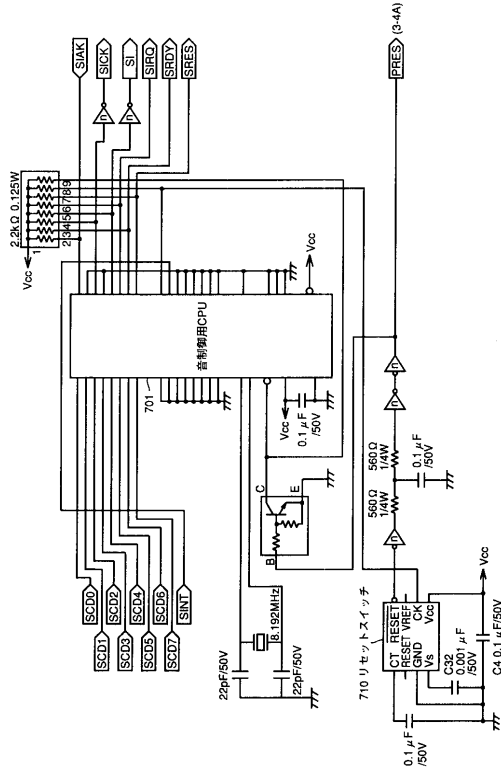 2.2kΩ 0.125W
Vcc
1
2 3 4 5 6 7 8 9
SIAK
SICK
SI
SIRQ
SRDY
SRES
n
n
SCD0
SCD1
SCD2
SCD3
SCD4
SCD5
SCD6
SCD7
SINT
701
音制御用CPU
Vcc
Vcc
0.1μF
/50V
22pF/50V
8.192MHz
22pF/50V
B
C
E
710 リセットスイッチ
CT
RESET
RESET
VREF
GND
CK
Vs
Vcc
0.1μF
/50V
C32
0.001μF
/50V
C4 0.1μF/50V
n
560Ω
1/4W
560Ω
1/4W
0.1μF
/50V
n
n
PRES
(3-4A)